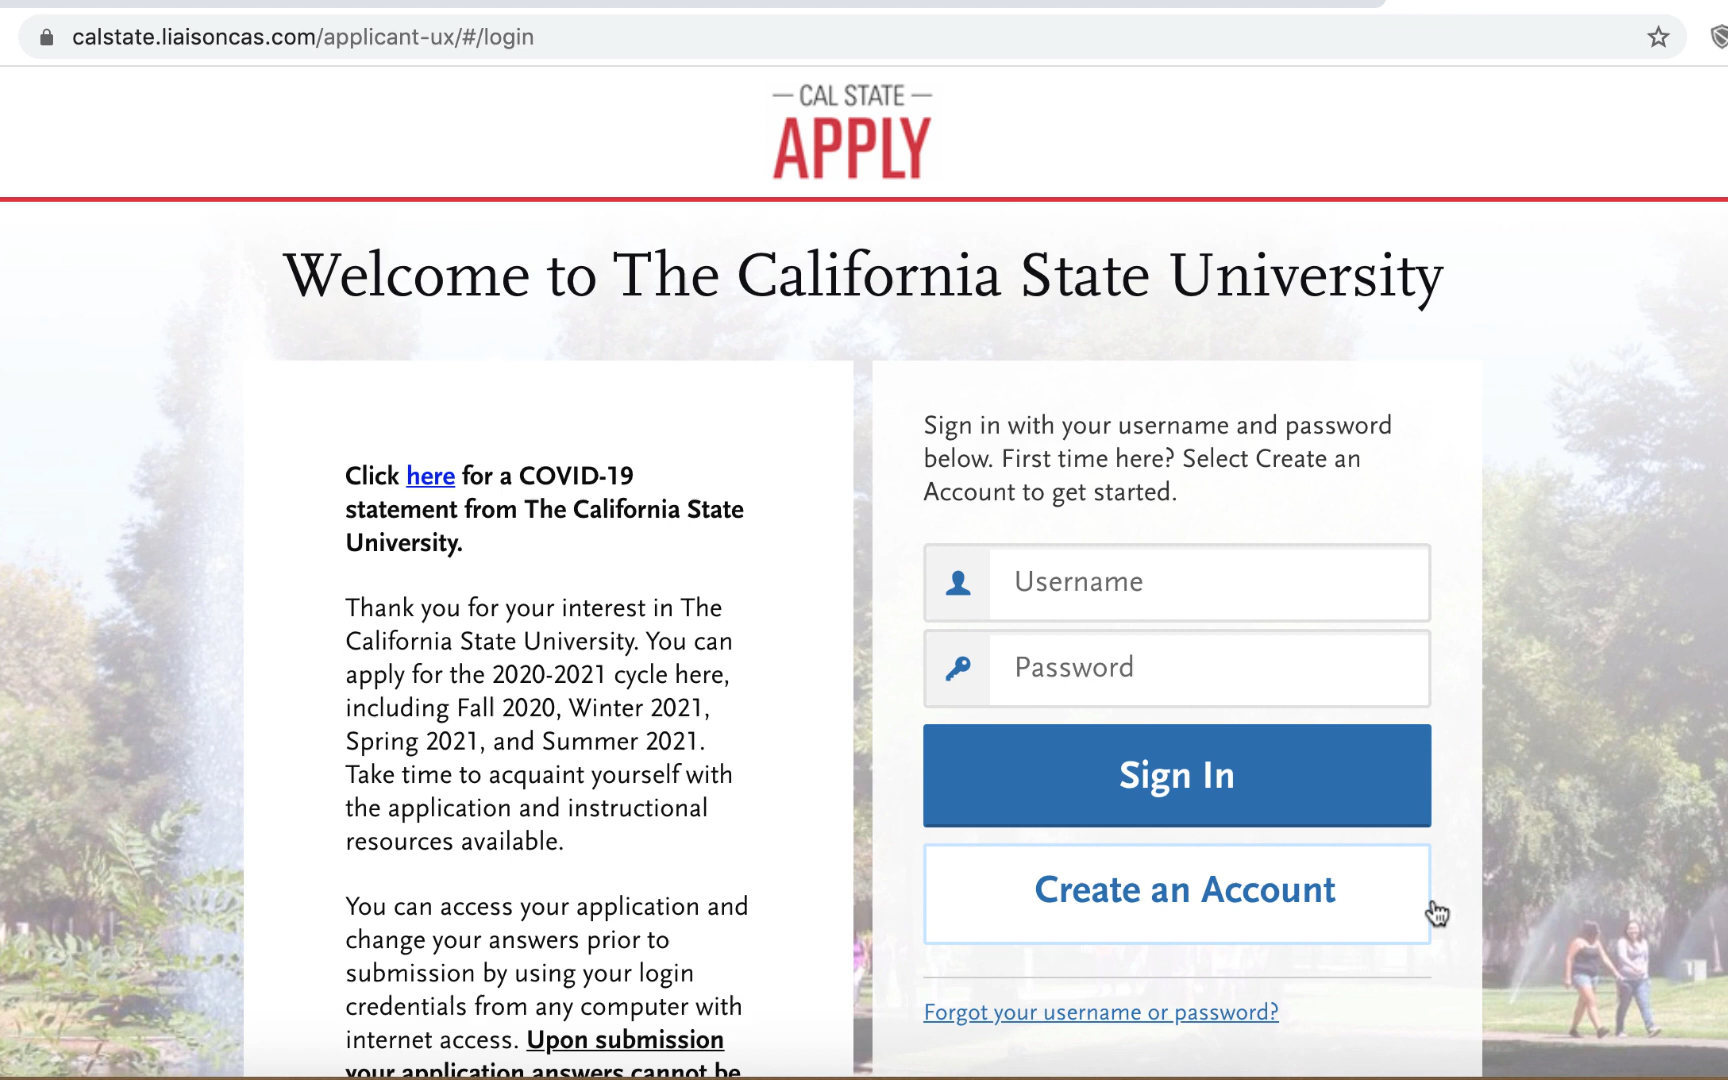 calstate.liaisoncas.com/applicant-ux/#/login
— CAL STATE —
APPLY
Welcome to The California State University
Click here for a COVID-19
statement from The California State
University.
Thank you for your interest in The
California State University. You can
apply for the 2020-2021 cycle here,
including Fall 2020, Winter 2021,
Spring 2021, and Summer 2021.
Take time to acquaint yourself with
the application and instructional
resources available.
You can access your application and
change your answers prior to
submission by using your login
credentials from any computer with
internet access. Upon submission
your application answers cannot be
Sign in with your username and password
below. First time here? Select Create an
Account to get started.
Username
Password
Sign In
Create an Account
Forgot your username or password?